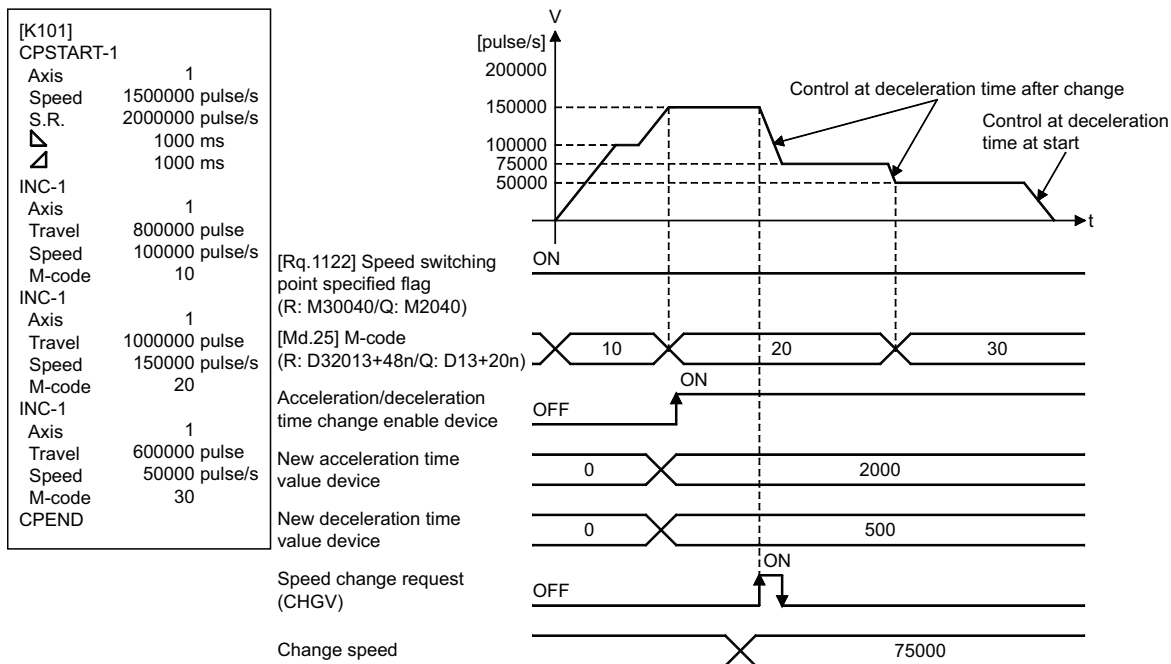 [K101]
CPSTART-1
Axis 1
Speed 1500000 pulse/s
S.R. 2000000 pulse/s
1000 ms
1000 ms
INC-1
Axis 1
Travel 800000 pulse
Speed 100000 pulse/s
M-code 10
INC-1
Axis 1
Travel 1000000 pulse
Speed 150000 pulse/s
M-code 20
INC-1
Axis 1
Travel 600000 pulse
Speed 50000 pulse/s
M-code 30
CPEND
V
[pulse/s]
200000
150000
100000
75000
50000
Control at deceleration time after change
Control at deceleration
time at start
t
[Rq.1122] Speed switching
point specified flag
(R: M30040/Q: M2040)
ON
[Md.25] M-code
(R: D32013+48n/Q: D13+20n)
10 20 30
Acceleration/deceleration
time change enable device
OFF ON
New acceleration time
value device
0 2000
New deceleration time
value device
0 500
Speed change request
(CHGV)
OFF ON
Change speed
75000